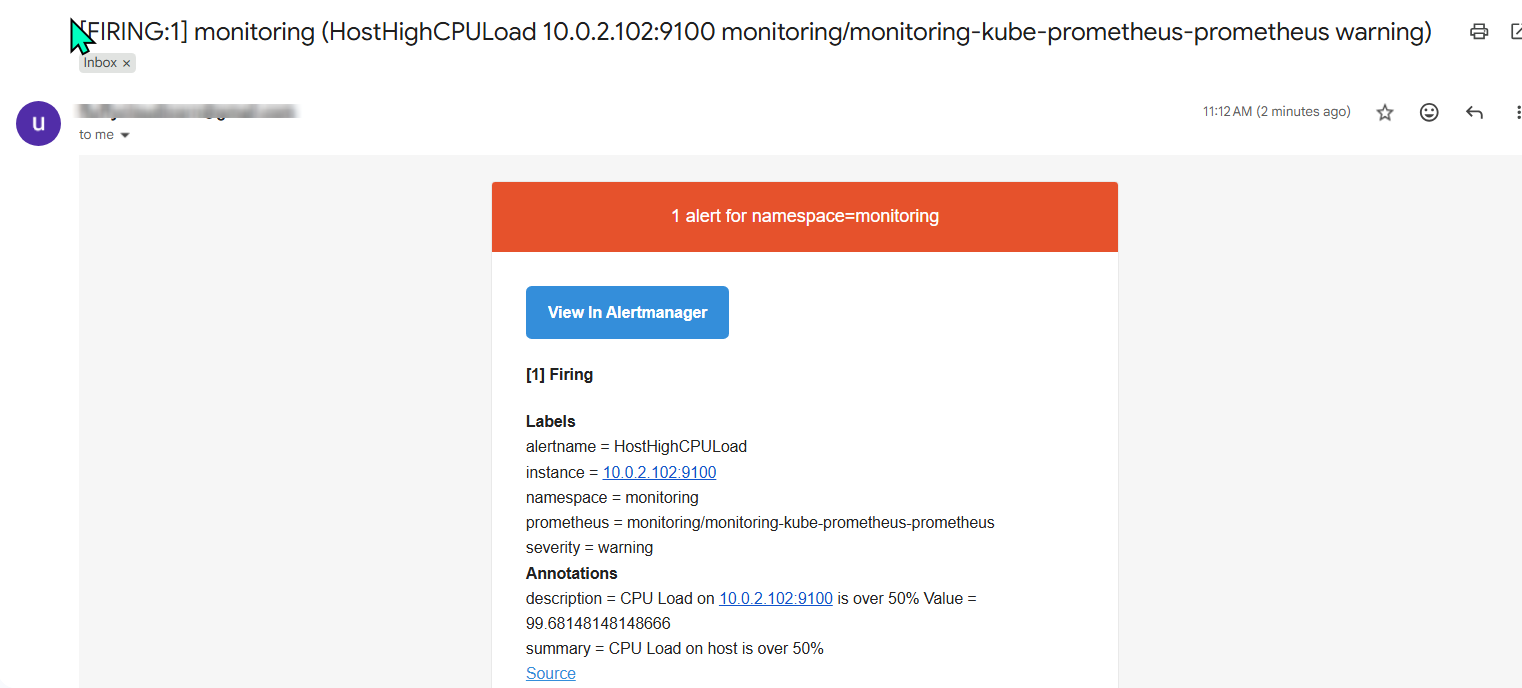 [FIRING:1] monitoring (HostHighCPULoad 10.0.2.102:9100 monitoring/monitoring-kube-prometheus-prometheus warning)
Inbox ×
u
11:12 AM (2 minutes ago)
to me
1 alert for namespace=monitoring
View In Alertmanager
[1] Firing
Labels
alertname = HostHighCPULoad
instance = 10.0.2.102:9100
namespace = monitoring
prometheus = monitoring/monitoring-kube-prometheus-prometheus
severity = warning
Annotations
description = CPU Load on 10.0.2.102:9100 is over 50% Value =
99.68148148148666
summary = CPU Load on host is over 50%
Source